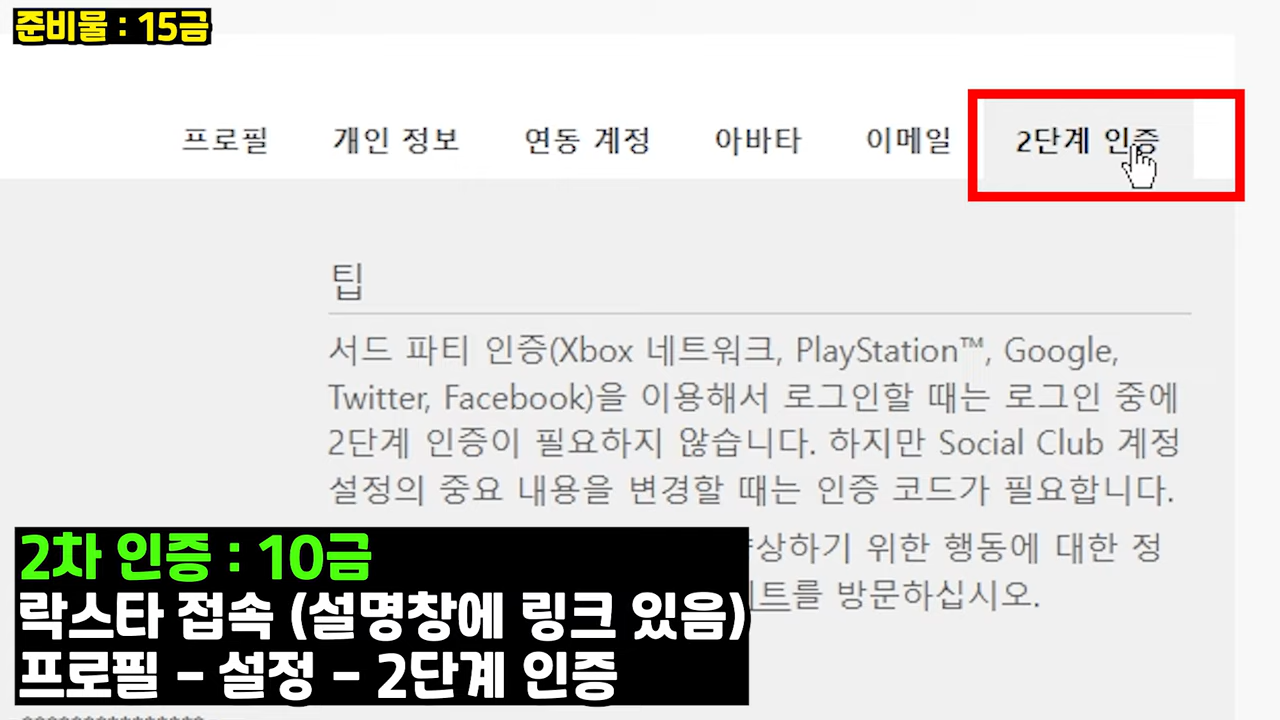 준비물 : 15금
프로필 개인 정보 연동 계정 아바타 이메일 2단계 인증
팁
서드 파티 인증(Xbox 네트워크, PlayStation™, Google,
Twitter, Facebook)을 이용해서 로그인할 때는 로그인 중에
2단계 인증이 필요하지 않습니다. 하지만 Social Club 계정
설정의 중요 내용을 변경할 때는 인증 코드가 필요합니다.
위한 행동에 대한 정
방문하십시오.
2차 인증 : 10금
락스타 접속 (설명창에 링크 있음)
프로필 - 설정 - 2단계 인증